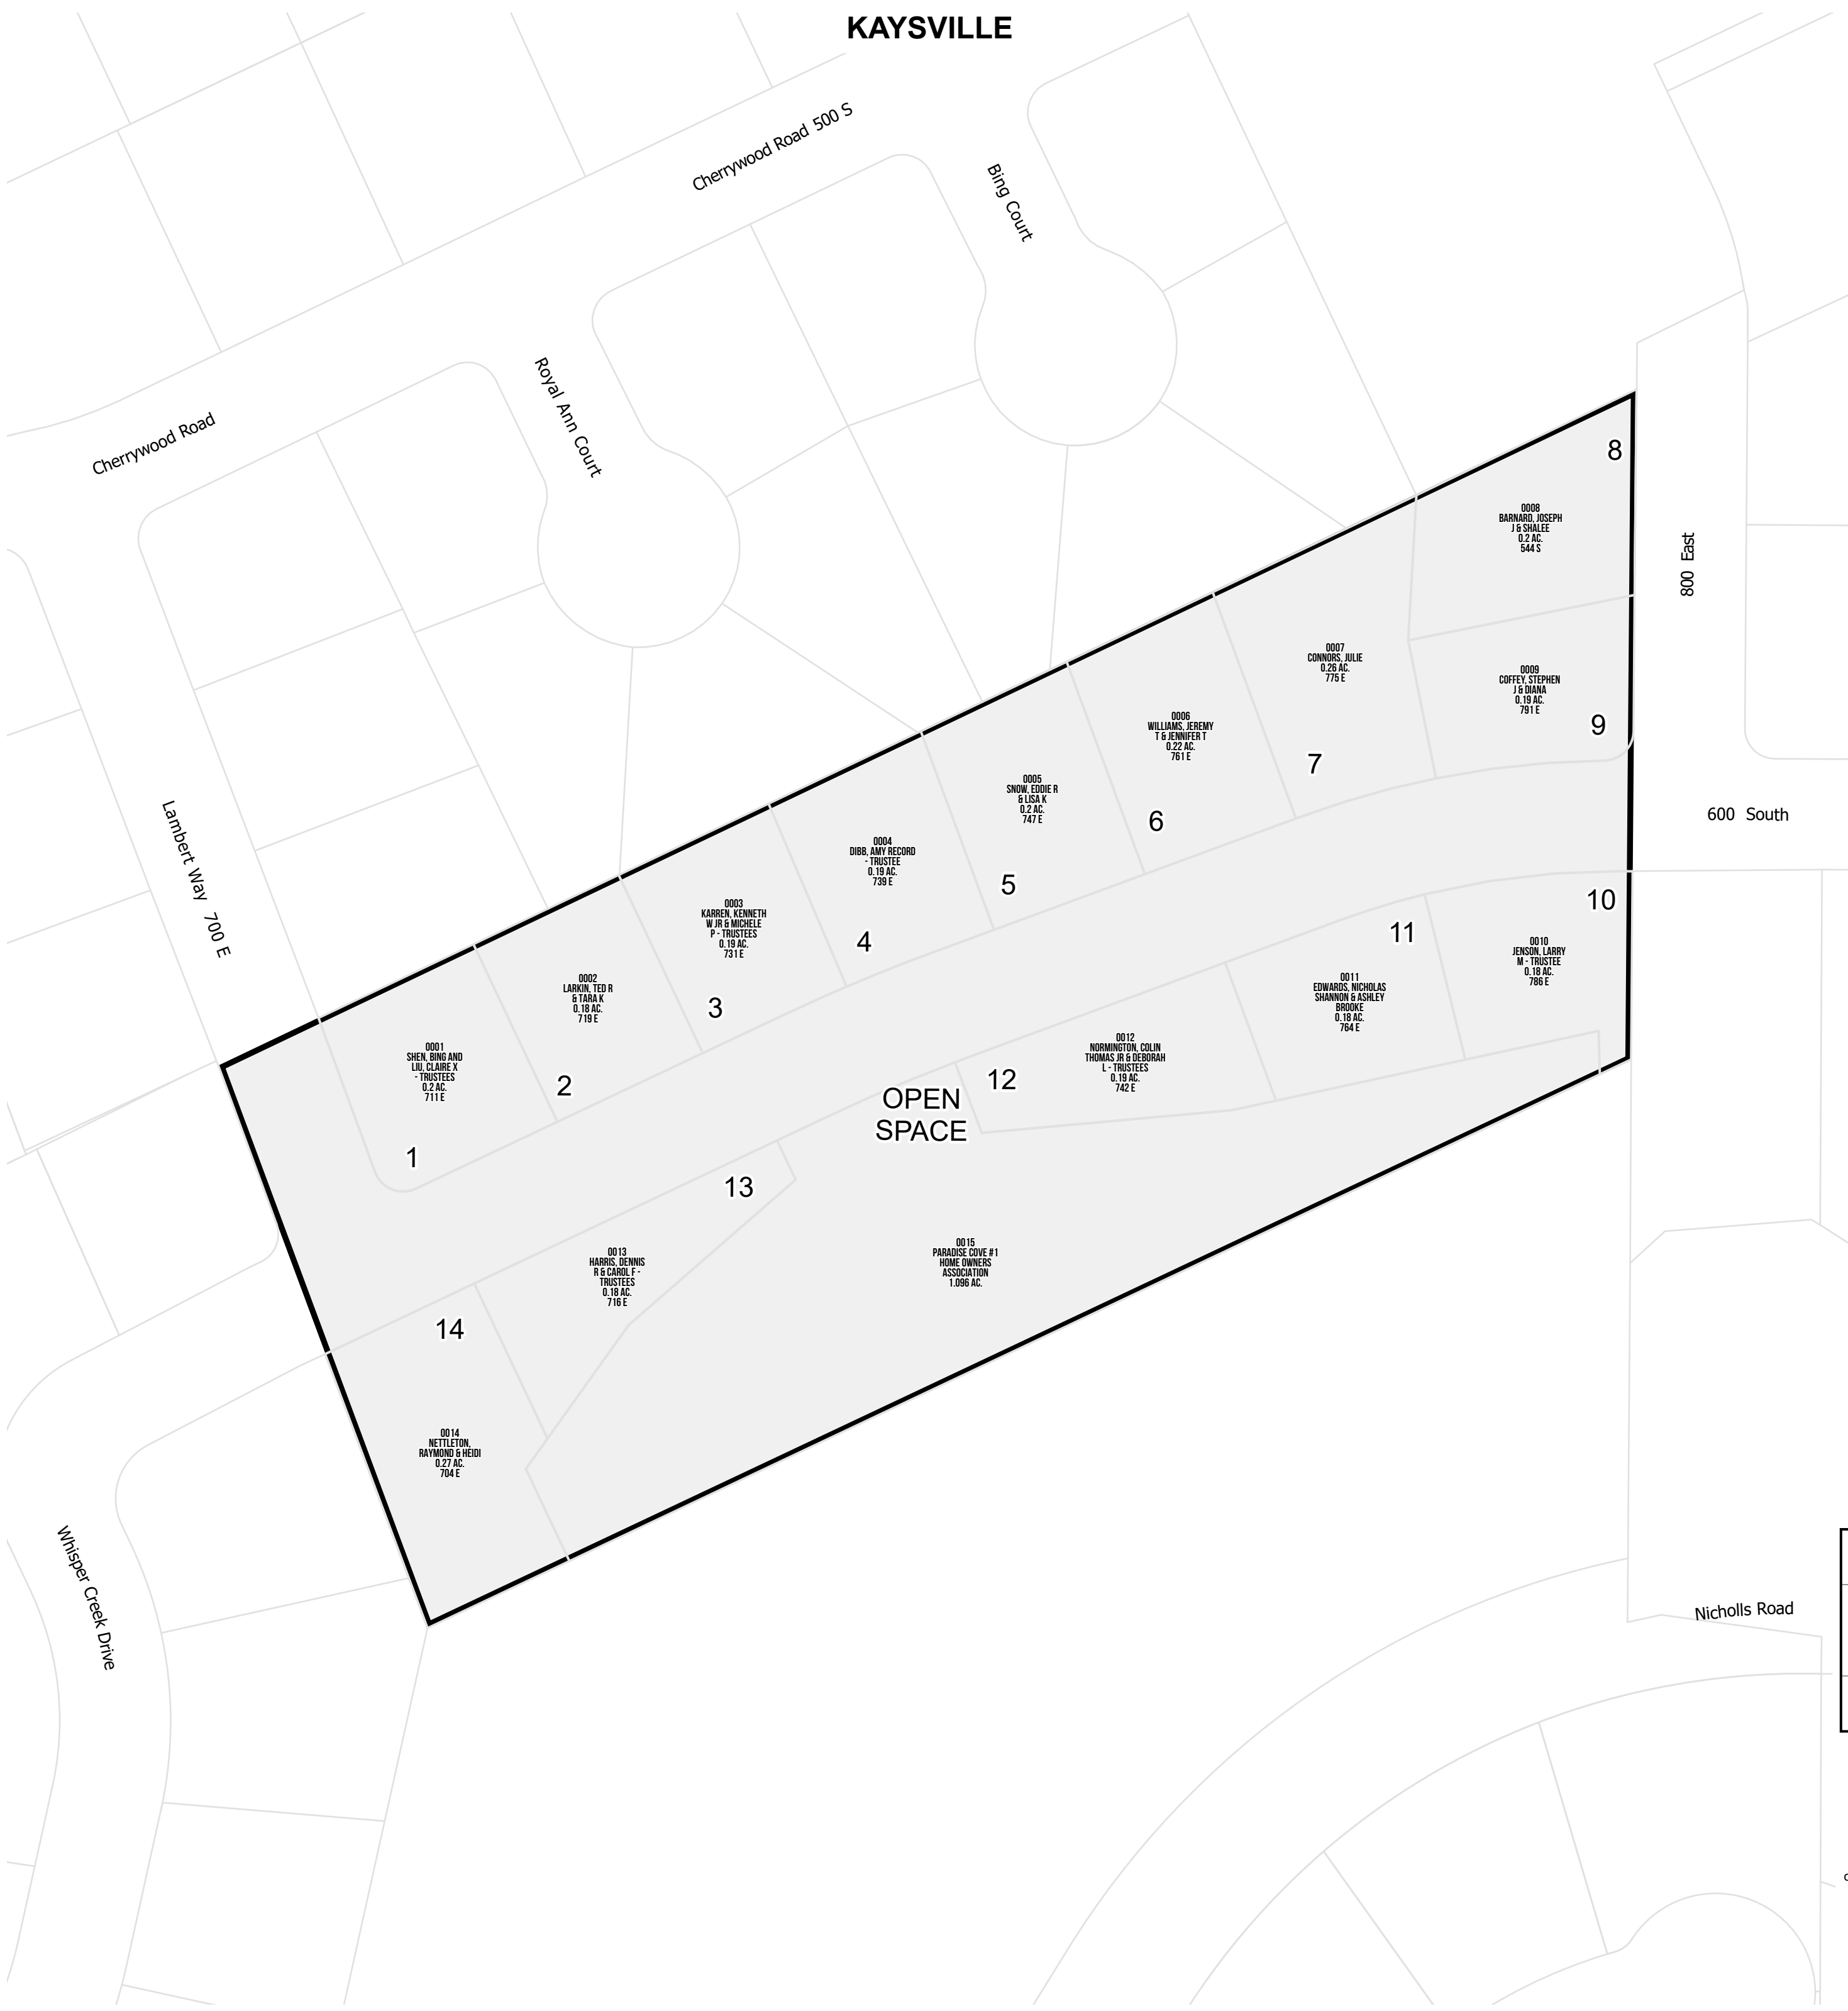 KAYSVILLE
Cherrywood Road 500 S
Bing Court
Royal Ann Court
Cherrywood Road
8
0008
BARNARD, JOSEPH
J & SHALEE
0.2 AC.
544 S
800 East
0007
CONNORS, JULIE
0.26 AC.
775 E
7
0009
COFFEY, STEPHEN
J & DIANA
0.19 AC.
791 E
9
0006
WILLIAMS, JEREMY
T & JENNIFER T
0.22 AC.
761 E
6
600 South
0005
SNOW, EDDIE R
& LISA K
0.2 AC.
747 E
5
0004
DIBB, AMY RECORD
- TRUSTEE
0.19 AC.
739 E
4
Lambert Way 700 E
0003
KARREN, KENNETH
W JR & MICHELE
P - TRUSTEES
0.19 AC.
731 E
3
0002
LARKIN, TED R
& TARA K
0.18 AC.
719 E
2
0001
SHEN, BING AND
LIU, CLAIRE X
- TRUSTEES
0.2 AC.
711 E
1
10
0010
JENSON, LARRY
M - TRUSTEE
0.18 AC.
786 E
11
0011
EDWARDS, NICHOLAS
SHANNON & ASHLEY
BROOKE
0.18 AC.
764 E
12
0012
NORMINGTON, COLIN
THOMAS JR & DEBORAH
L - TRUSTEES
0.19 AC.
742 E
OPEN
SPACE
13
0013
HARRIS, DENNIS
R & CAROL F -
TRUSTEES
0.18 AC.
716 E
0015
PARADISE COVE #1
HOME OWNERS
ASSOCIATION
1.096 AC.
14
0014
NETTLETON,
RAYMOND & HEIDI
0.27 AC.
704 E
Whisper Creek Drive
Nicholls Road